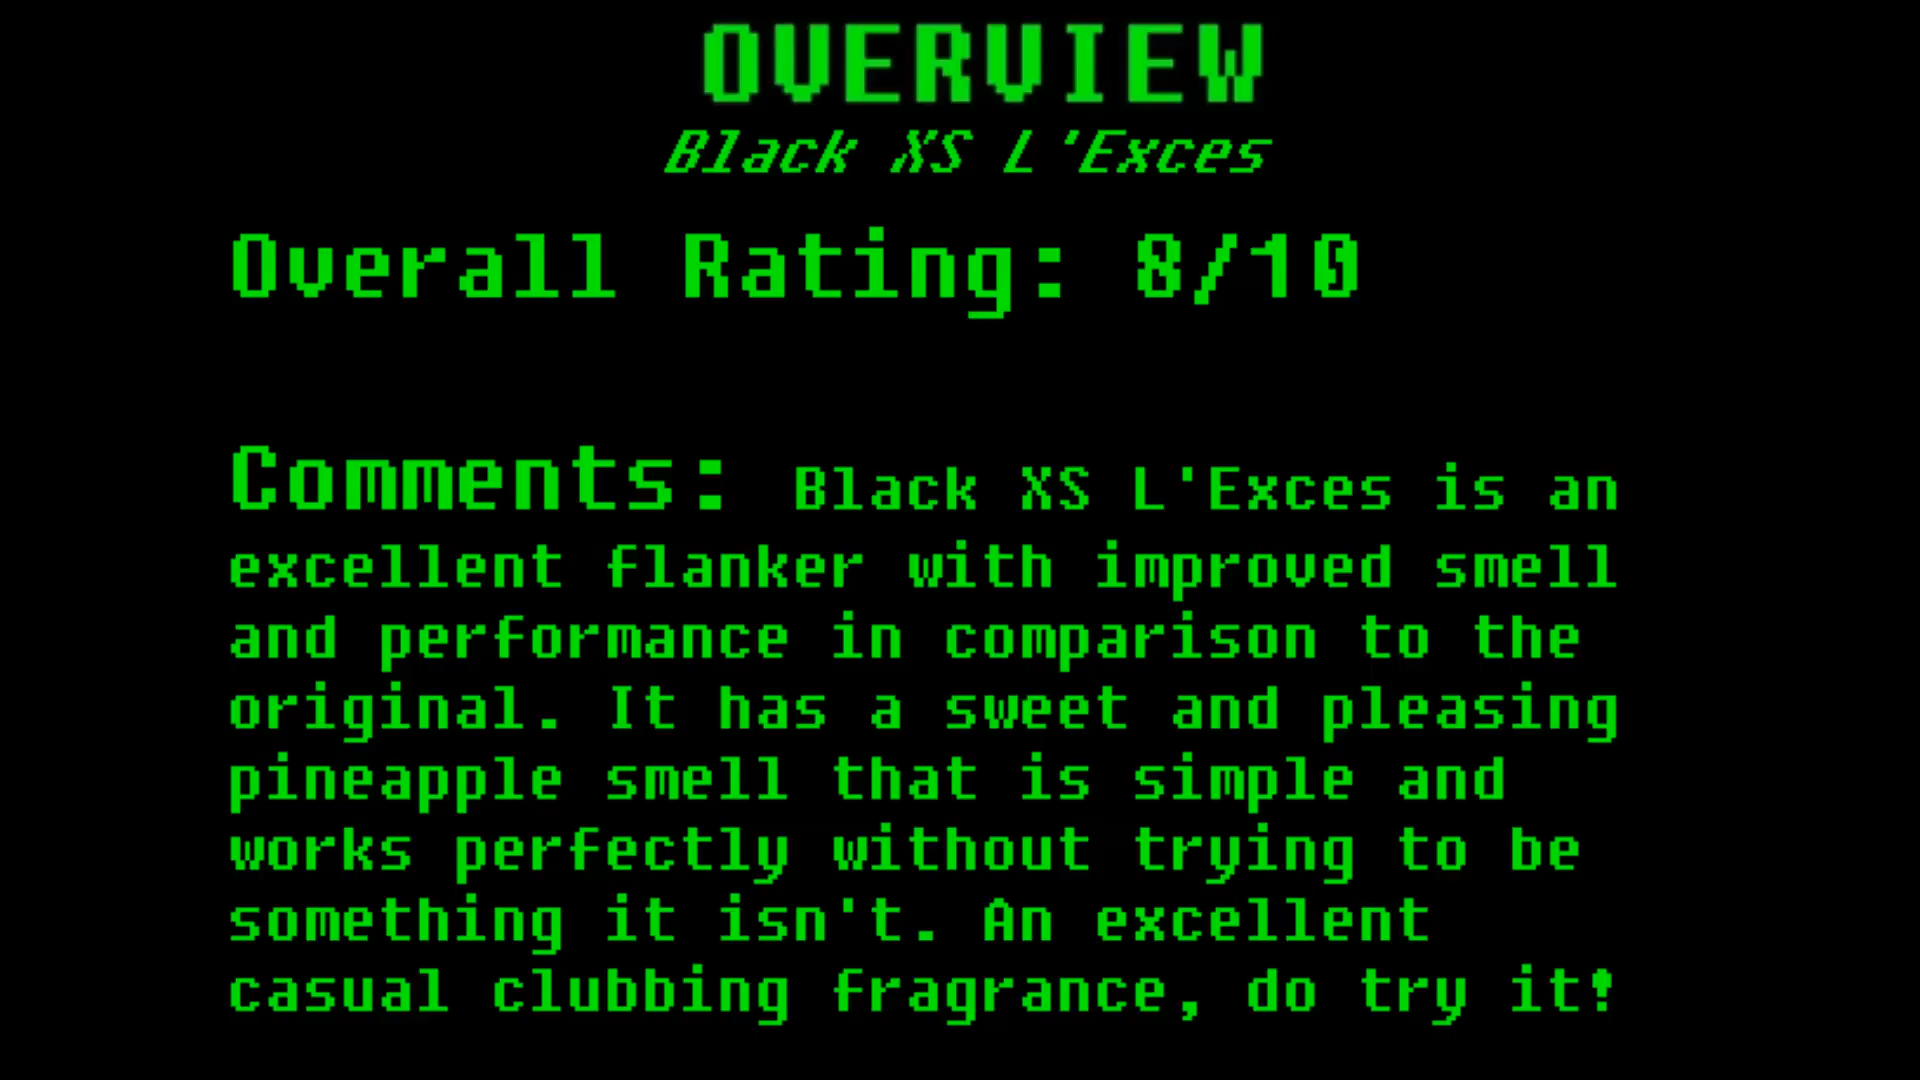 OVERVIEW
Black XS L'Exces
Overall Rating: 8/10
Comments: Black XS L'Exces is an
excellent flanker with improved smell
and performance in comparison to the
original. It has a sweet and pleasing
pineapple smell that is simple and
works perfectly without trying to be
something it isn't. An excellent
casual clubbing fragrance, do try it!